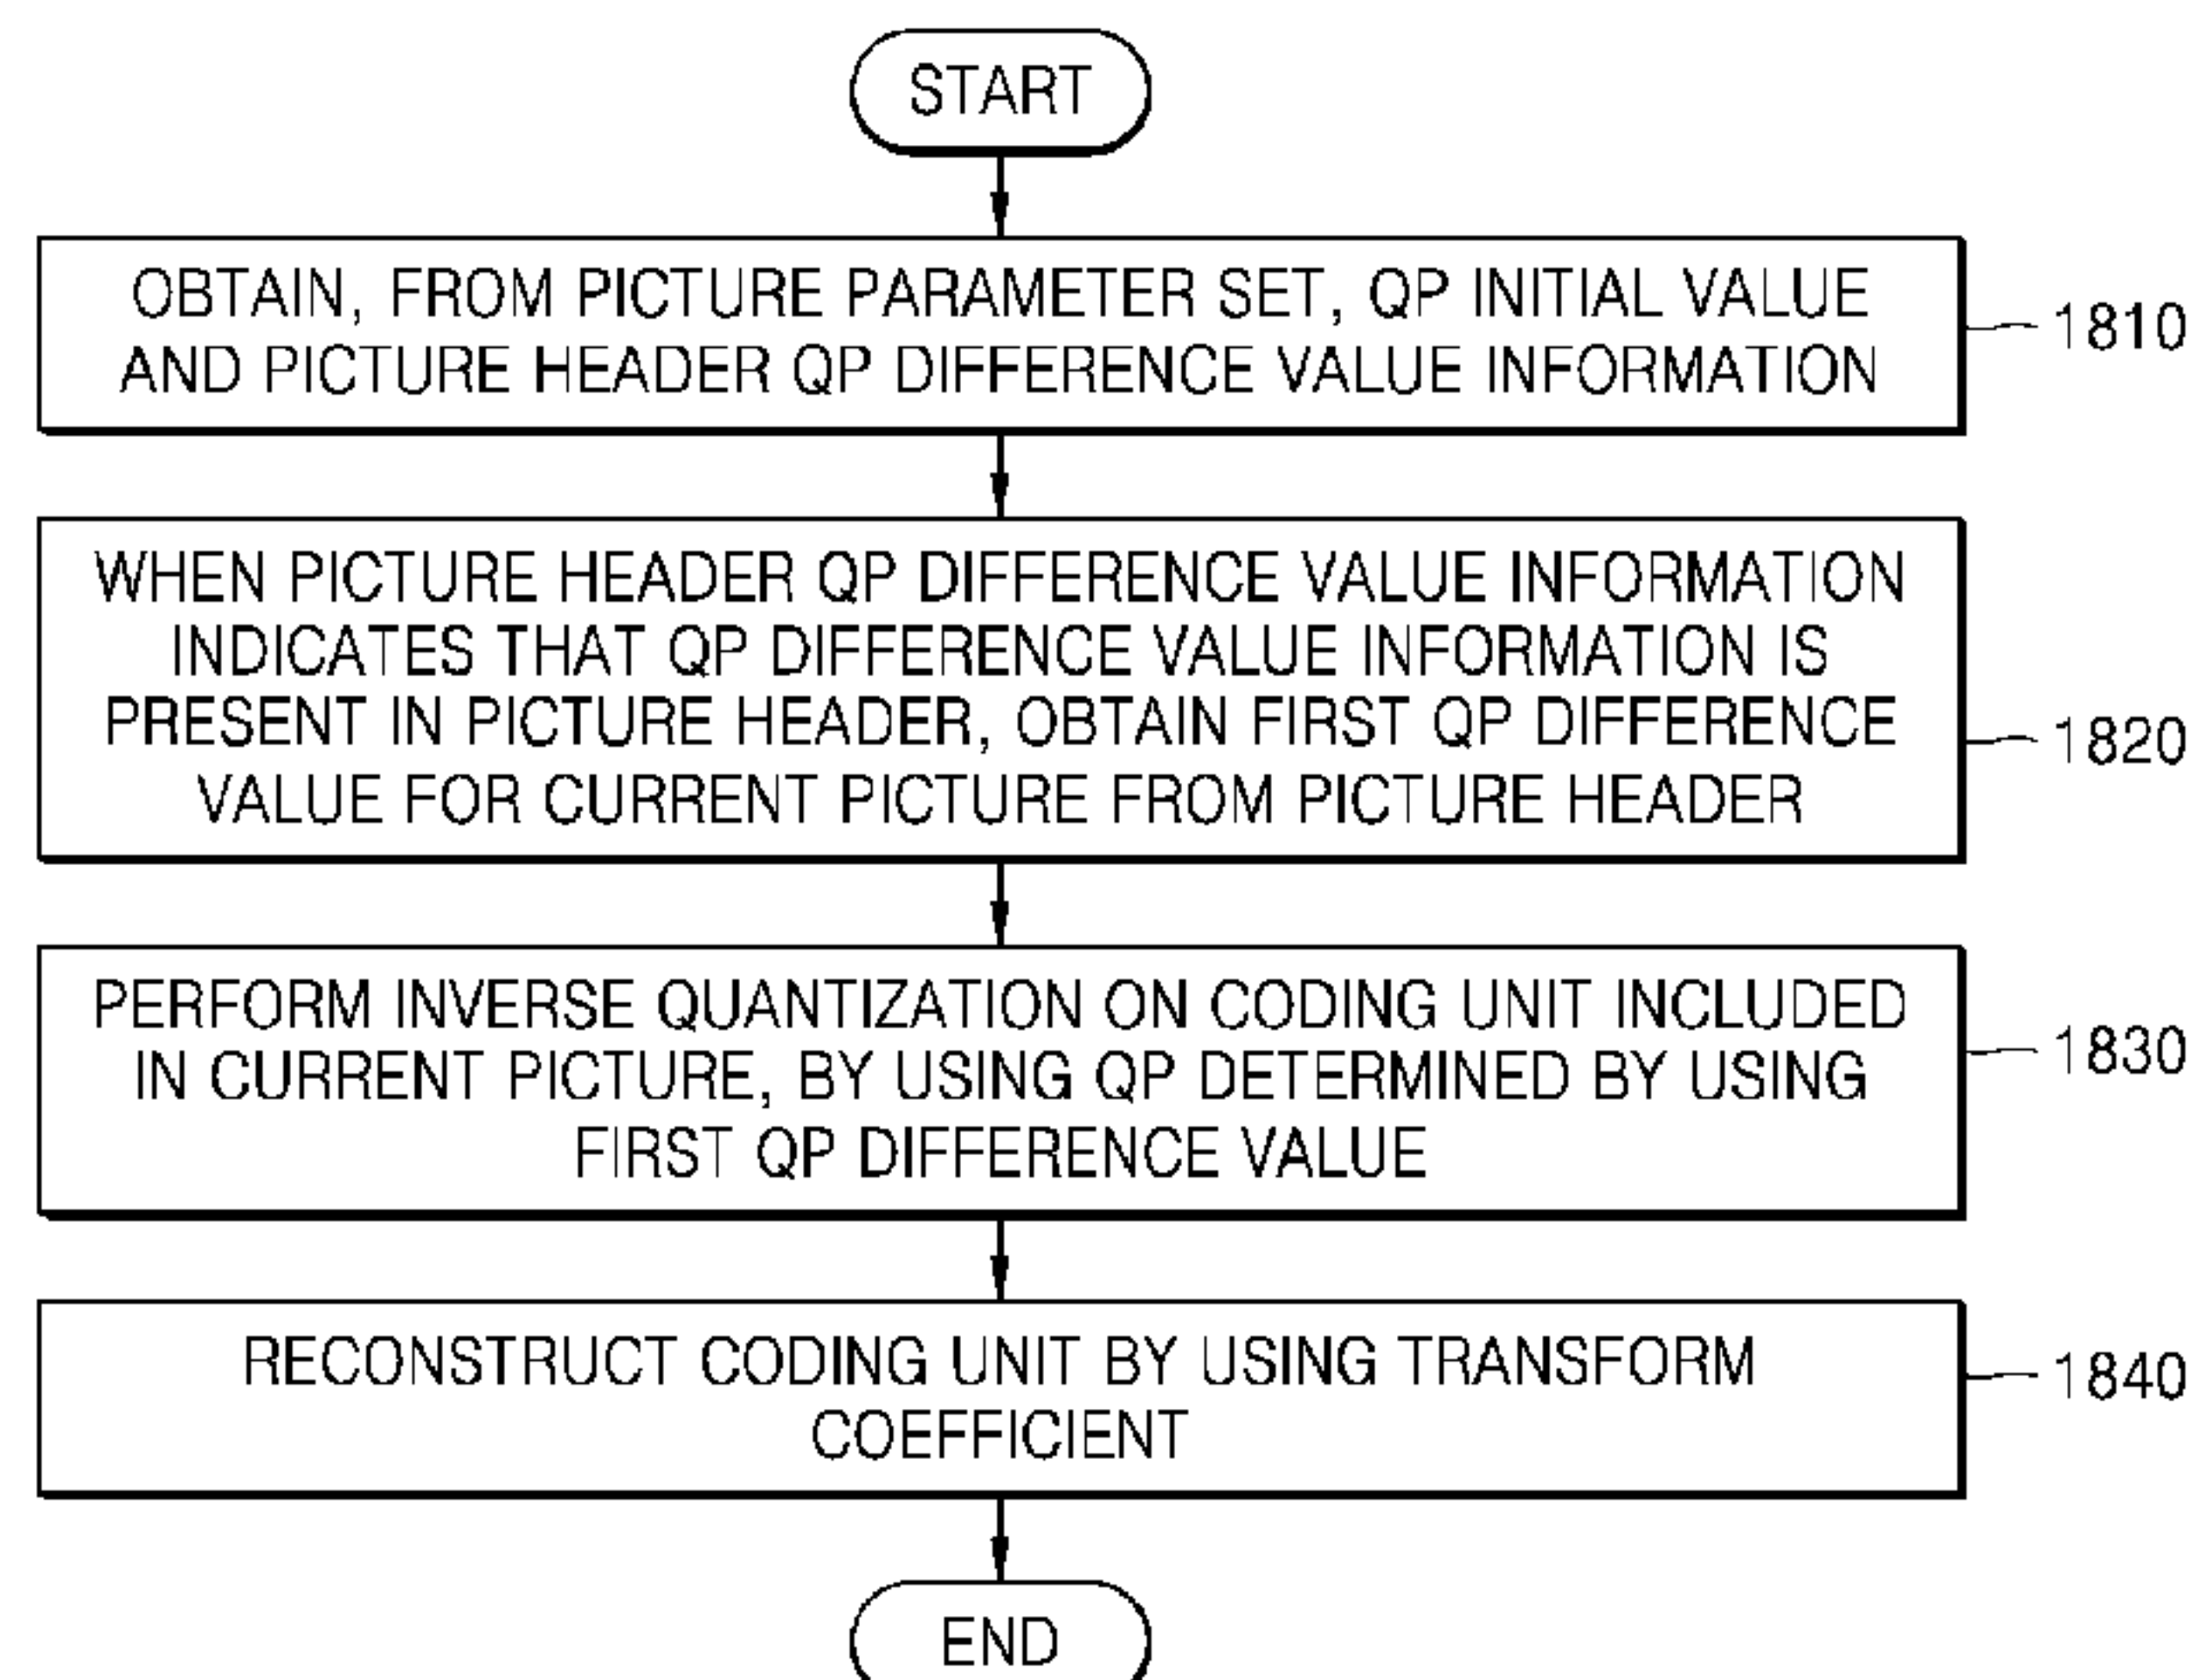 START
OBTAIN, FROM PICTURE PARAMETER SET, QP INITIAL VALUE
AND PICTURE HEADER QP DIFFERENCE VALUE INFORMATION
1810
WHEN PICTURE HEADER QP DIFFERENCE VALUE INFORMATION
INDICATES THAT QP DIFFERENCE VALUE INFORMATION IS
PRESENT IN PICTURE HEADER, OBTAIN FIRST QP DIFFERENCE
VALUE FOR CURRENT PICTURE FROM PICTURE HEADER
1820
PERFORM INVERSE QUANTIZATION ON CODING UNIT INCLUDED
IN CURRENT PICTURE, BY USING QP DETERMINED BY USING
FIRST QP DIFFERENCE VALUE
1830
RECONSTRUCT CODING UNIT BY USING TRANSFORM
COEFFICIENT
1840
END